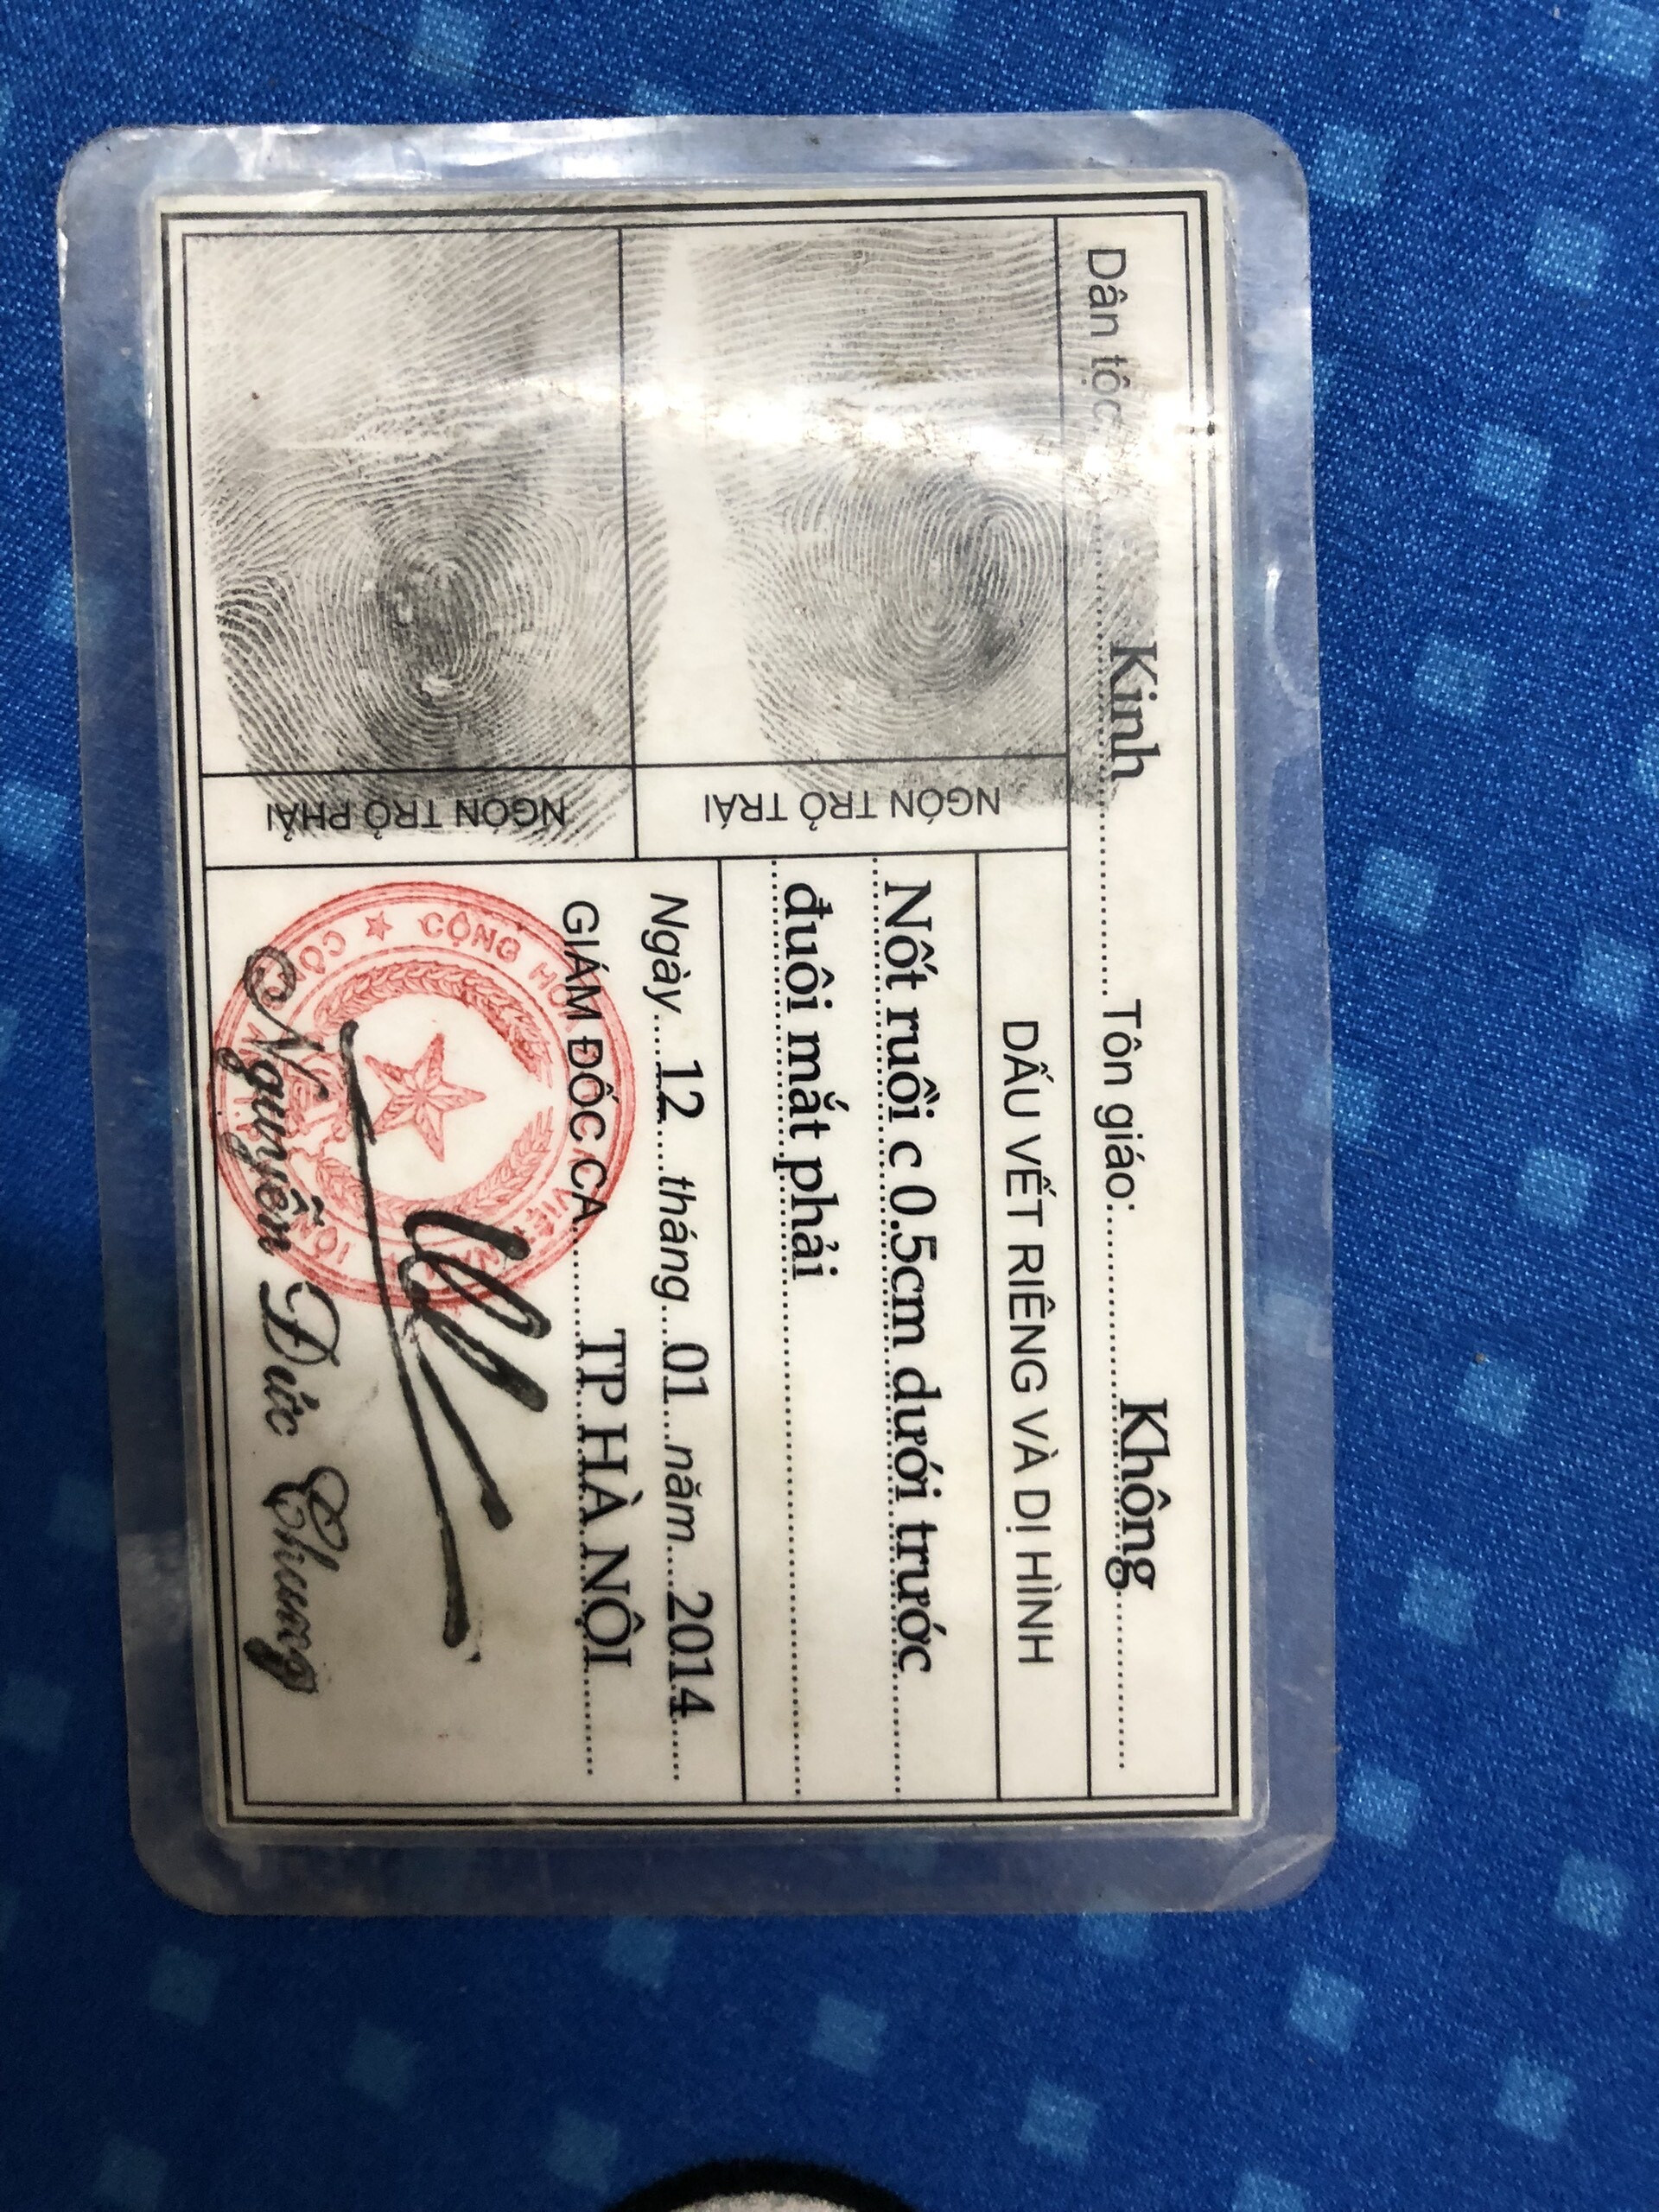 Dân tộc: Kinh Tôn giáo: Không
NGÓN TRỎ TRÁI
NGÓN TRỎ PHẢI
DẤU VẾT RIÊNG VÀ DỊ HÌNH
Nốt ruồi c 0.5cm dưới trước
đuôi mắt phải
Ngày 12 tháng 01 năm 2014
GIÁM ĐỐC CA. TP HÀ NỘI
CỘNG HÒA
Nguyễn Đức Chung